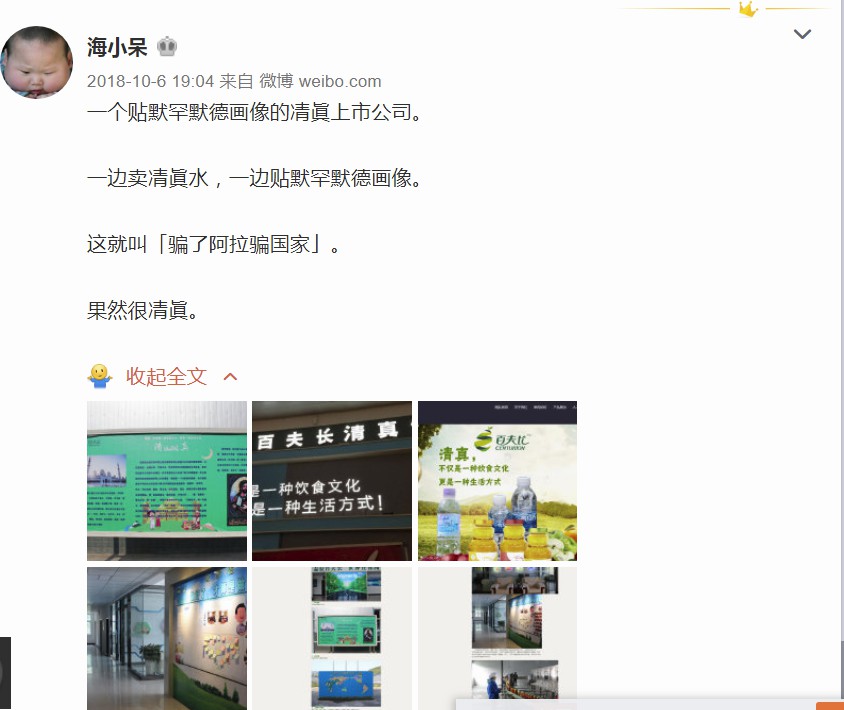 海小呆
2018-10-6 19:04 来自 微博 weibo.com
一个贴默罕默德画像的凊眞上市公司。
一边卖凊眞水，一边贴默罕默德画像。
这就叫「骗了阿拉骗国家」。
果然很凊眞。
收起全文
百夫长清真
是一种饮食文化
是一种生活方式！
百夫长
CENTURION
清真，
不仅是一种饮食文化
更是一种生活方式